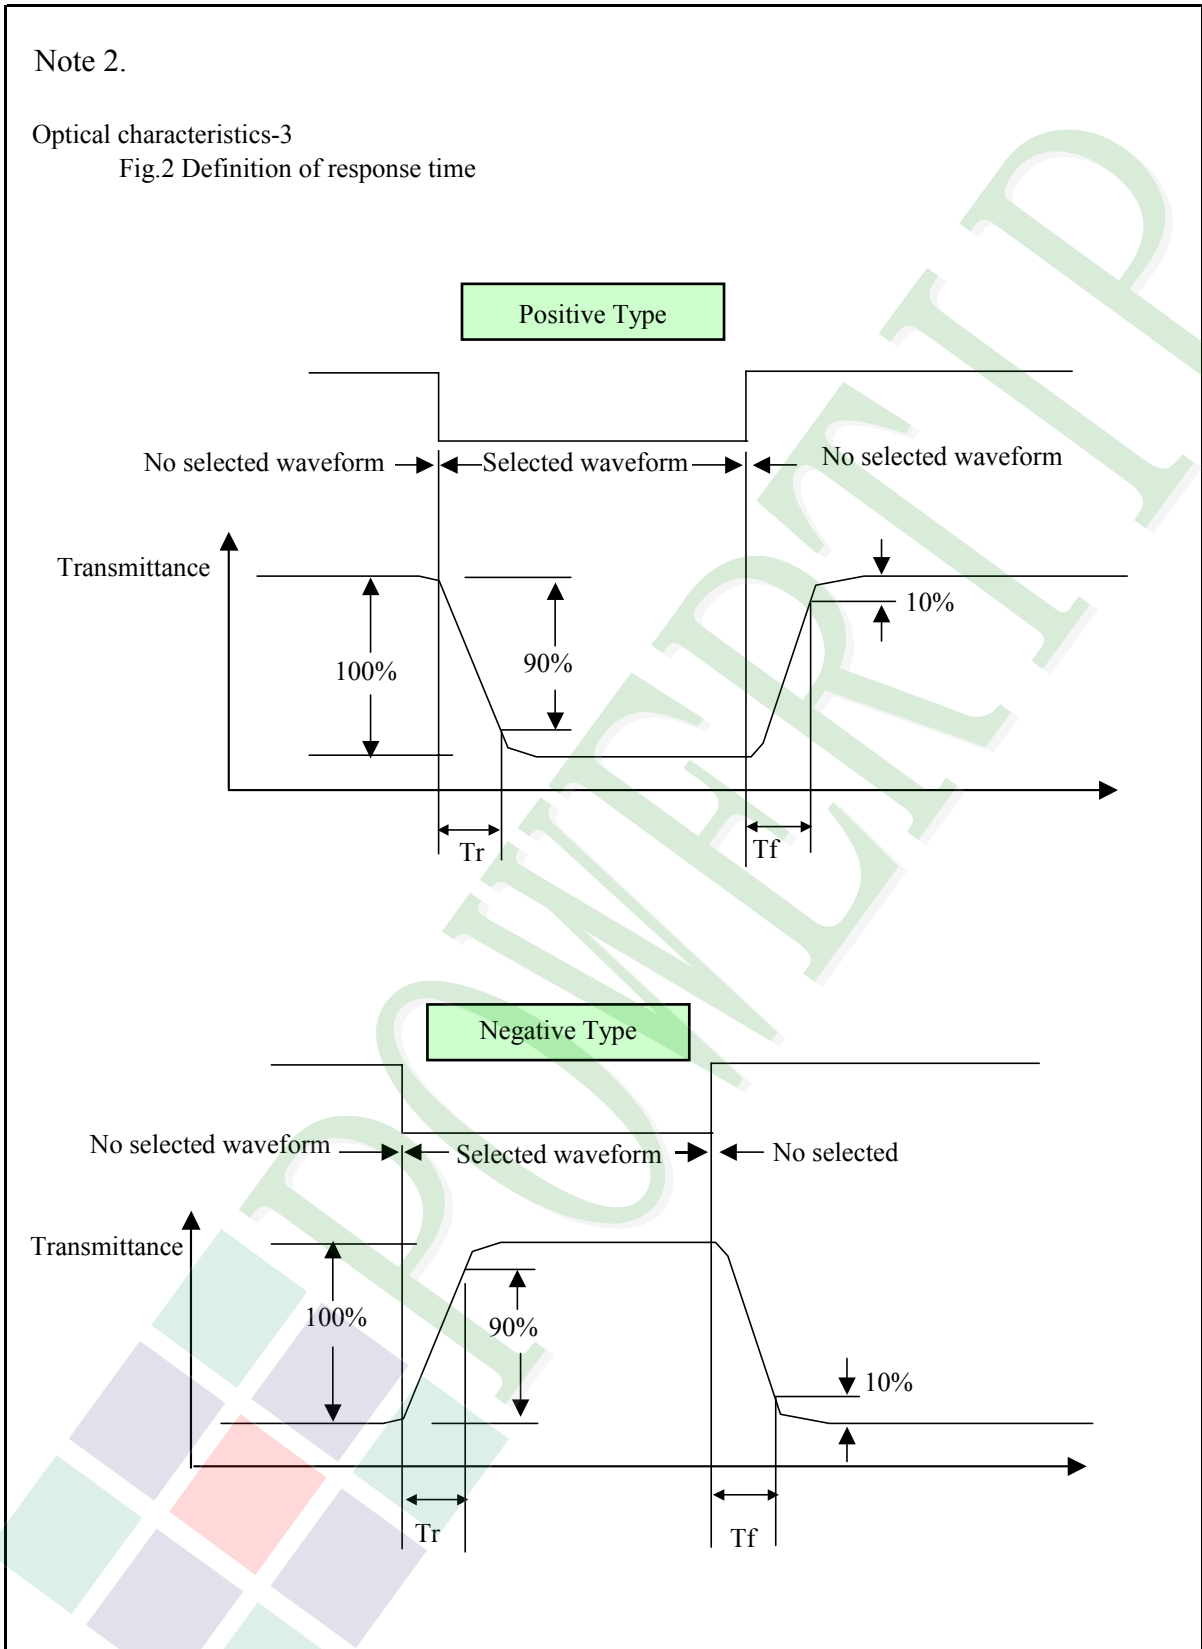 Note 2.
Optical characteristics-3
Fig.2 Definition of response time
Positive Type
No selected waveform
Selected waveform
No selected waveform
Transmittance
10%
100%
90%
Tr
Tf
Negative Type
No selected waveform
Selected waveform
No selected
Transmittance
100%
90%
10%
Tr
Tf
POWERTIP